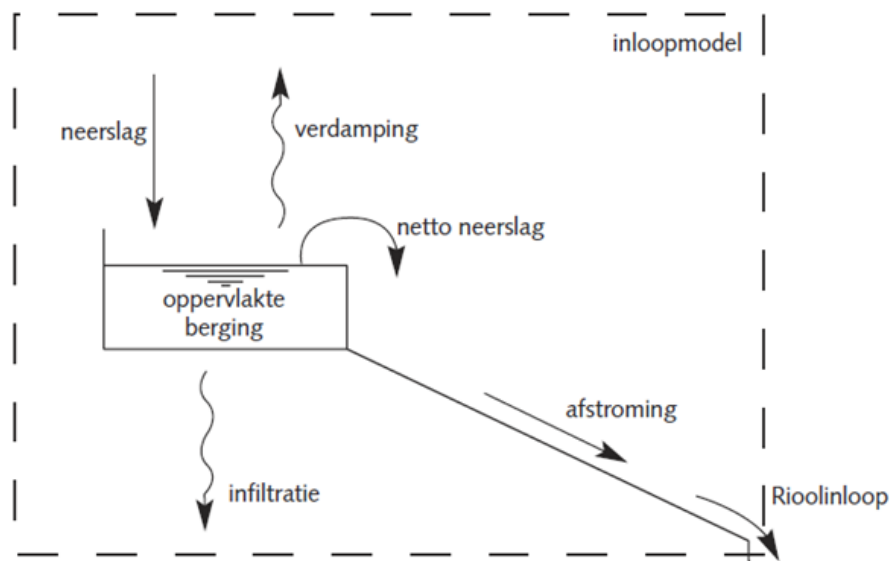 inloopmodel
neerslag
verdamping
netto neerslag
oppervlakte
berging
afstroming
infiltratie
Rioolinloop